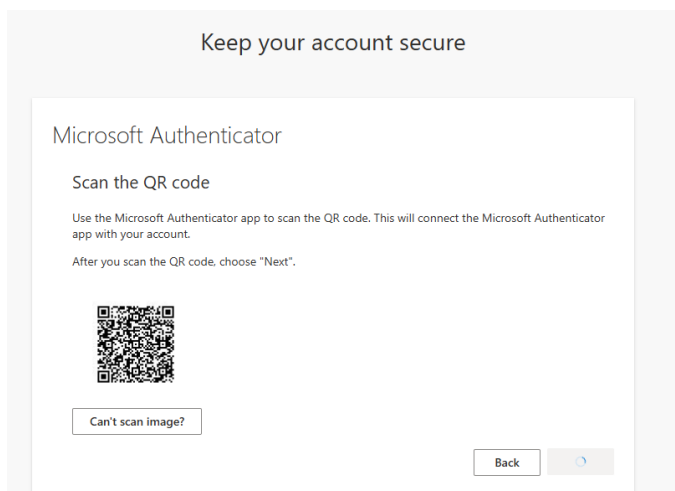 Keep your account secure
Microsoft Authenticator
Scan the QR code
Use the Microsoft Authenticator app to scan the QR code. This will connect the Microsoft Authenticator
app with your account.
After you scan the QR code, choose "Next".
Can't scan image?
Back